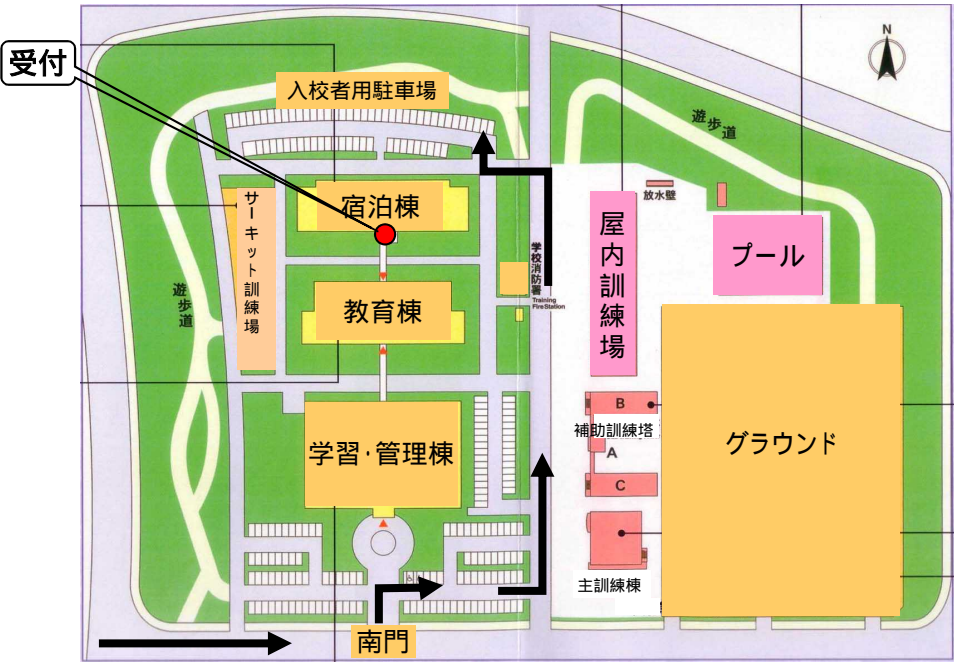 N
受付
入校者用駐車場
遊歩道
放水壁
サーキット訓練場
宿泊棟
屋内訓練場
プール
学校消防署
Training
FireStation
遊歩道
教育棟
B
補助訓練塔
A
学習・管理棟
グラウンド
C
主訓練棟
南門